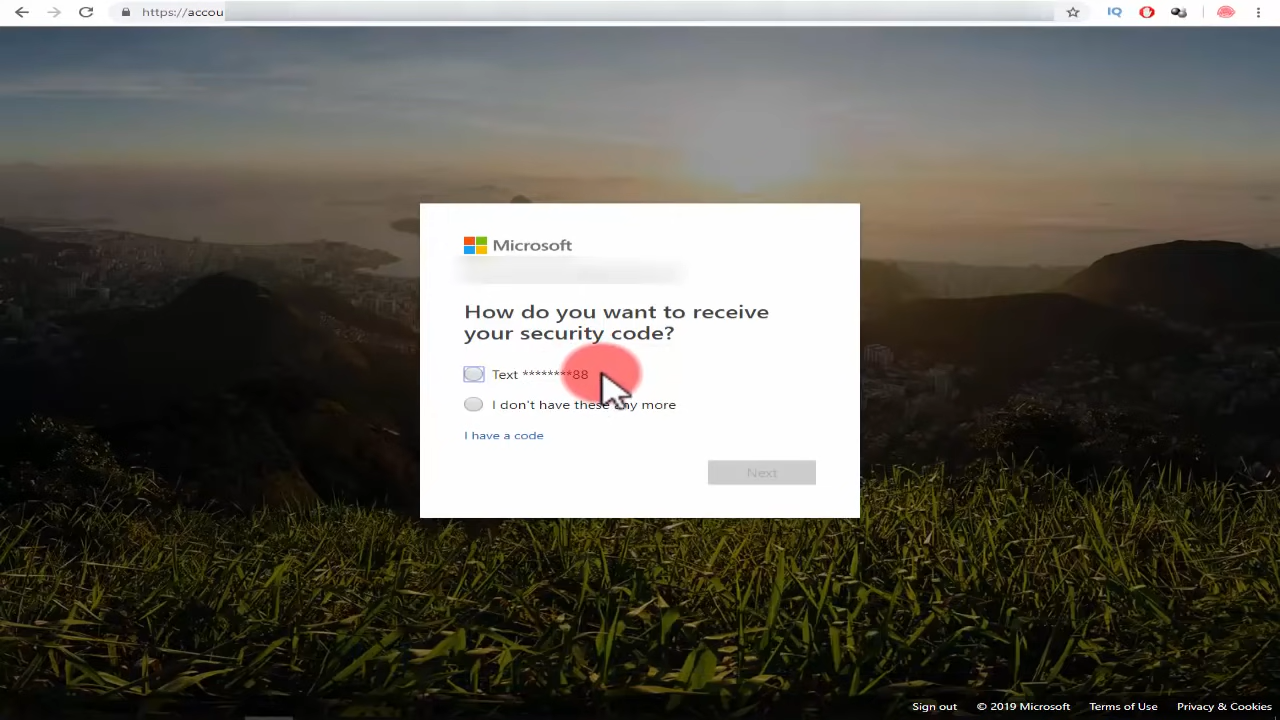 https://accou
IQ
Microsoft
How do you want to receive
your security code?
Text ********88
I don't have these any more
I have a code
Next
Sign out © 2019 Microsoft Terms of Use Privacy & Cookies